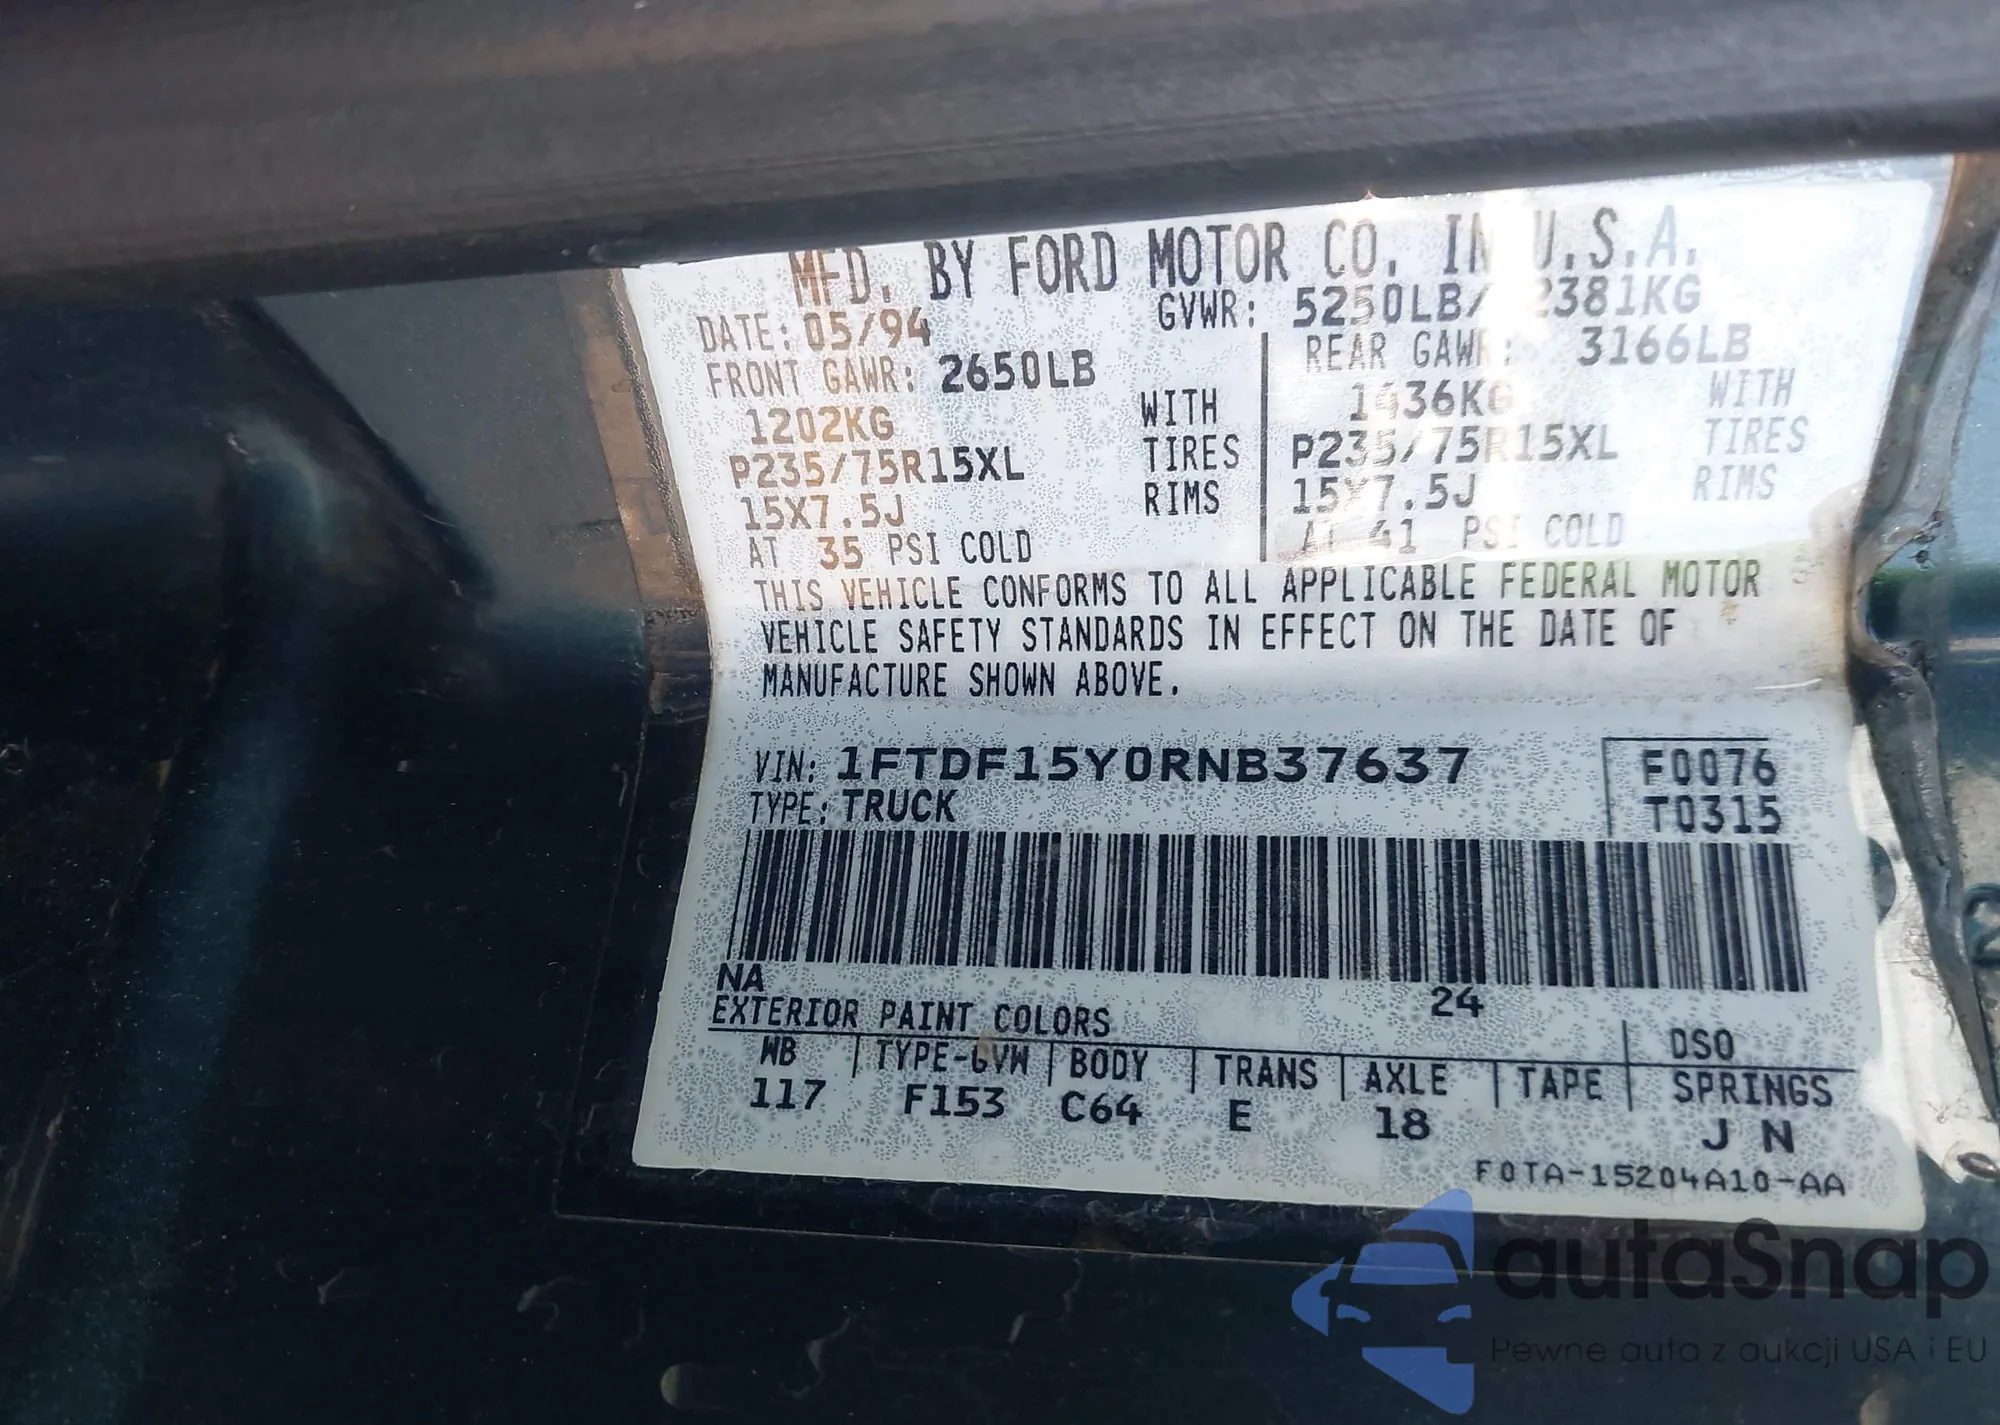 MFD. BY FORD MOTOR CO. IN U.S.A.
DATE: 05/94 GVWR: 5250LB/ 2381KG
FRONT GAWR: 2650LB REAR GAWR: 3166LB
1202KG WITH 1436KG WITH
P235/75R15XL TIRES P235/75R15XL TIRES
15X7.5J RIMS 15X7.5J RIMS
AT 35 PSI COLD AT 41 PSI COLD
THIS VEHICLE CONFORMS TO ALL APPLICABLE FEDERAL MOTOR
VEHICLE SAFETY STANDARDS IN EFFECT ON THE DATE OF
MANUFACTURE SHOWN ABOVE.
VIN: 1FTDF15Y0RNB37637 F0076
TYPE: TRUCK T0315
NA 24
EXTERIOR PAINT COLORS DSO
WB TYPE-GVW BODY TRANS AXLE TAPE SPRINGS
117 F153 C64 E 18 J N
F0TA-15204A10-AA
autaSnap
Pewne auta z aukcji USA i EU